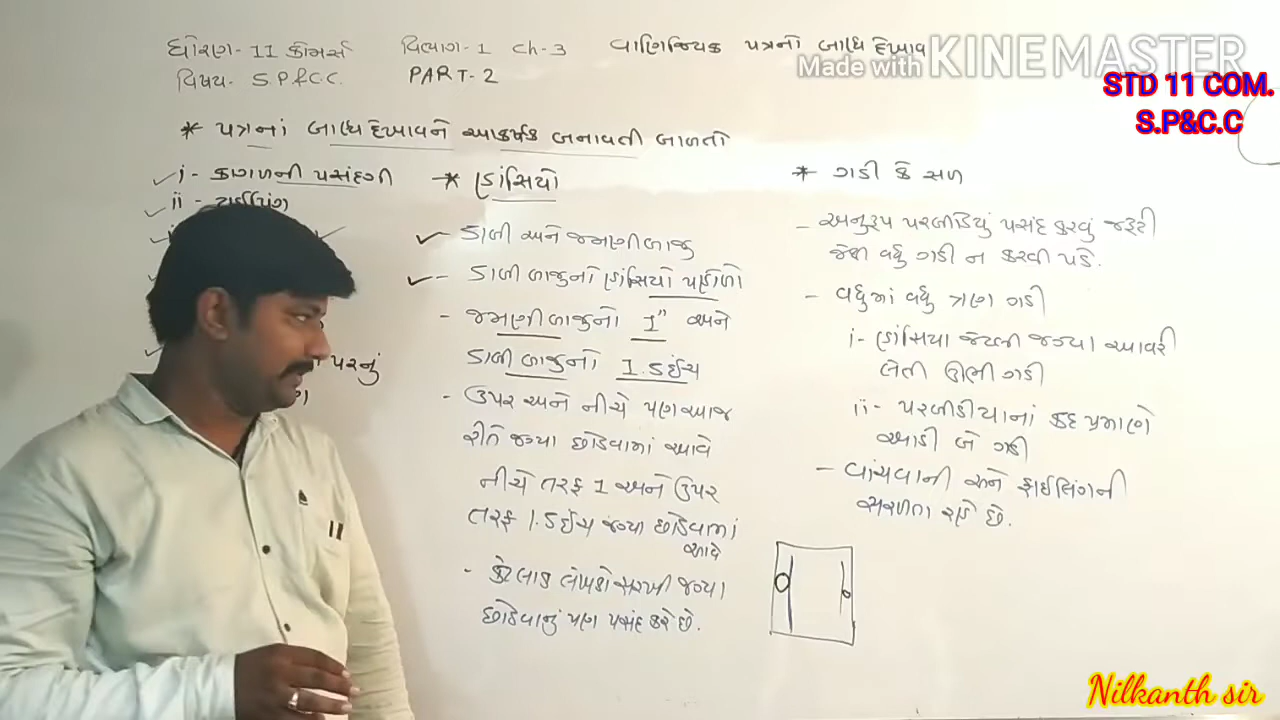 ધોરણ- 11 કોમર્સ વિભાગ-1 Ch-3 વાણિજ્યિક પત્રનો બાહ્ય દેખાવ
વિષય- S.P.&C.C. PART-2
Made with KINEMASTER
STD 11 COM.
S.P&C.C
* પત્રનાં બાહ્ય દેખાવને આકર્ષક બનાવતી બાબતો
i - કાગળની પસંદગી
ii - ટાઈપિંગ
પરનું
* હાંસિયો
ડાબી અને જમણી બાજુ
ડાબી બાજુનો હાંસિયો પહોળો
- જમણી બાજુનો 1" અને
ડાબી બાજુનો 1.5 ઇંચ
- ઉપર અને નીચે પણ આજ
રીતે જગ્યા છોડવામાં આવે
નીચે તરફ 1 અને ઉપર
તરફ 1.5 ઇંચ જગ્યા છોડવામાં
આવે
- કેટલાક લેખકો સરખી જગ્યા
છોડવાનું પણ પસંદ કરે છે.
* ગડી કે સળ
- અનુરૂપ પરબીડિયું પસંદ કરવું જરૂરી
જેથી વધુ ગડી ન કરવી પડે.
- વધુમાં વધુ ત્રણ ગડી
i- હાંસિયા જેટલી જગ્યા આવરી
લેતી ઊભી ગડી
ii - પરબીડીયાનાં કદ પ્રમાણે
આડી બે ગડી
- વાંચવાની અને ફાઈલિંગની
સરળતા રહે છે.
Nilkanth sir